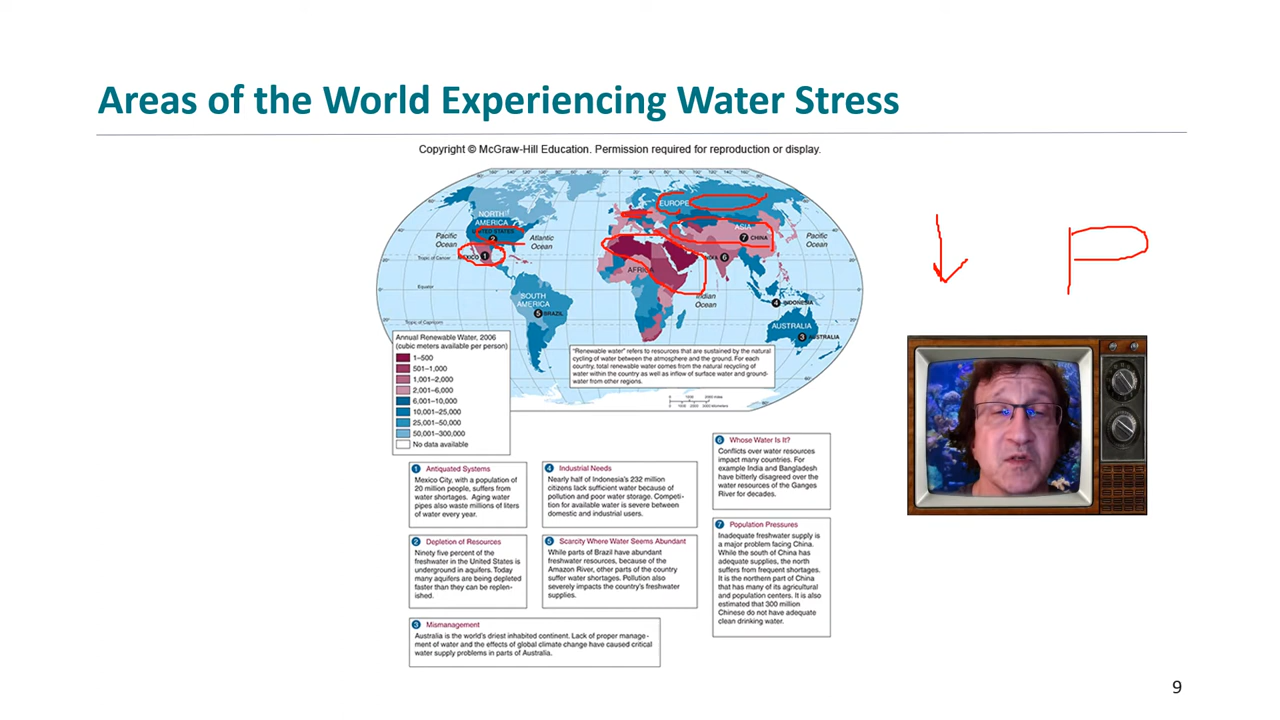 Areas of the World Experiencing Water Stress
Copyright © McGraw-Hill Education. Permission required for reproduction or display.
NORTH
AMERICA
UNITED STATES
2
Pacific
Ocean
Atlantic
Ocean
MEXICO
1
Tropic of Cancer
Equator
SOUTH
AMERICA
5 BRAZIL
Tropic of Capricorn
EUROPE
ASIA
7 CHINA
6
AFRICA
Indian
Ocean
Pacific
Ocean
4 INDONESIA
AUSTRALIA
3 AUSTRALIA
P
Annual Renewable Water, 2006
(cubic meters available per person)
1–500
501–1,000
1,001–2,000
2,001–6,000
6,001–10,000
10,001–25,000
25,001–50,000
50,001–300,000
No data available
"Renewable water" refers to resources that are sustained by the natural
cycling of water between the atmosphere and the ground. For each
country, total renewable water comes from the natural recycling of
water within the country as well as inflow of surface water and ground-
water from other regions.
1 Antiquated Systems
Mexico City, with a population of
20 million people, suffers from
water shortages. Aging water
pipes also waste millions of liters
of water every year.
2 Depletion of Resources
Ninety five percent of the
freshwater in the United States is
underground in aquifers. Today
many aquifers are being depleted
faster than they can be replen-
ished.
3 Mismanagement
Australia is the world's driest inhabited continent. Lack of proper manage-
ment of water and the effects of global climate change have caused critical
water supply problems in parts of Australia.
4 Industrial Needs
Nearly half of Indonesia's 232 million
citizens lack sufficient water because of
pollution and poor water storage. Competi-
tion for available water is severe between
domestic and industrial users.
5 Scarcity Where Water Seems Abundant
While parts of Brazil have abundant
freshwater resources, because of the
Amazon River, other parts of the country
suffer water shortages. Pollution also
severely impacts the country's freshwater
supplies.
6 Whose Water Is It?
Conflicts over water resources
impact many countries. For
example India and Bangladesh
have bitterly disagreed over the
water resources of the Ganges
River for decades.
7 Population Pressures
Inadequate freshwater supply is
a major problem facing China.
While the south of China has
adequate supplies, the north
suffers from frequent shortages.
It is the northern part of China
that has many of its agricultural
and population centers. It is also
estimated that 300 million
Chinese do not have adequate
clean drinking water.
9